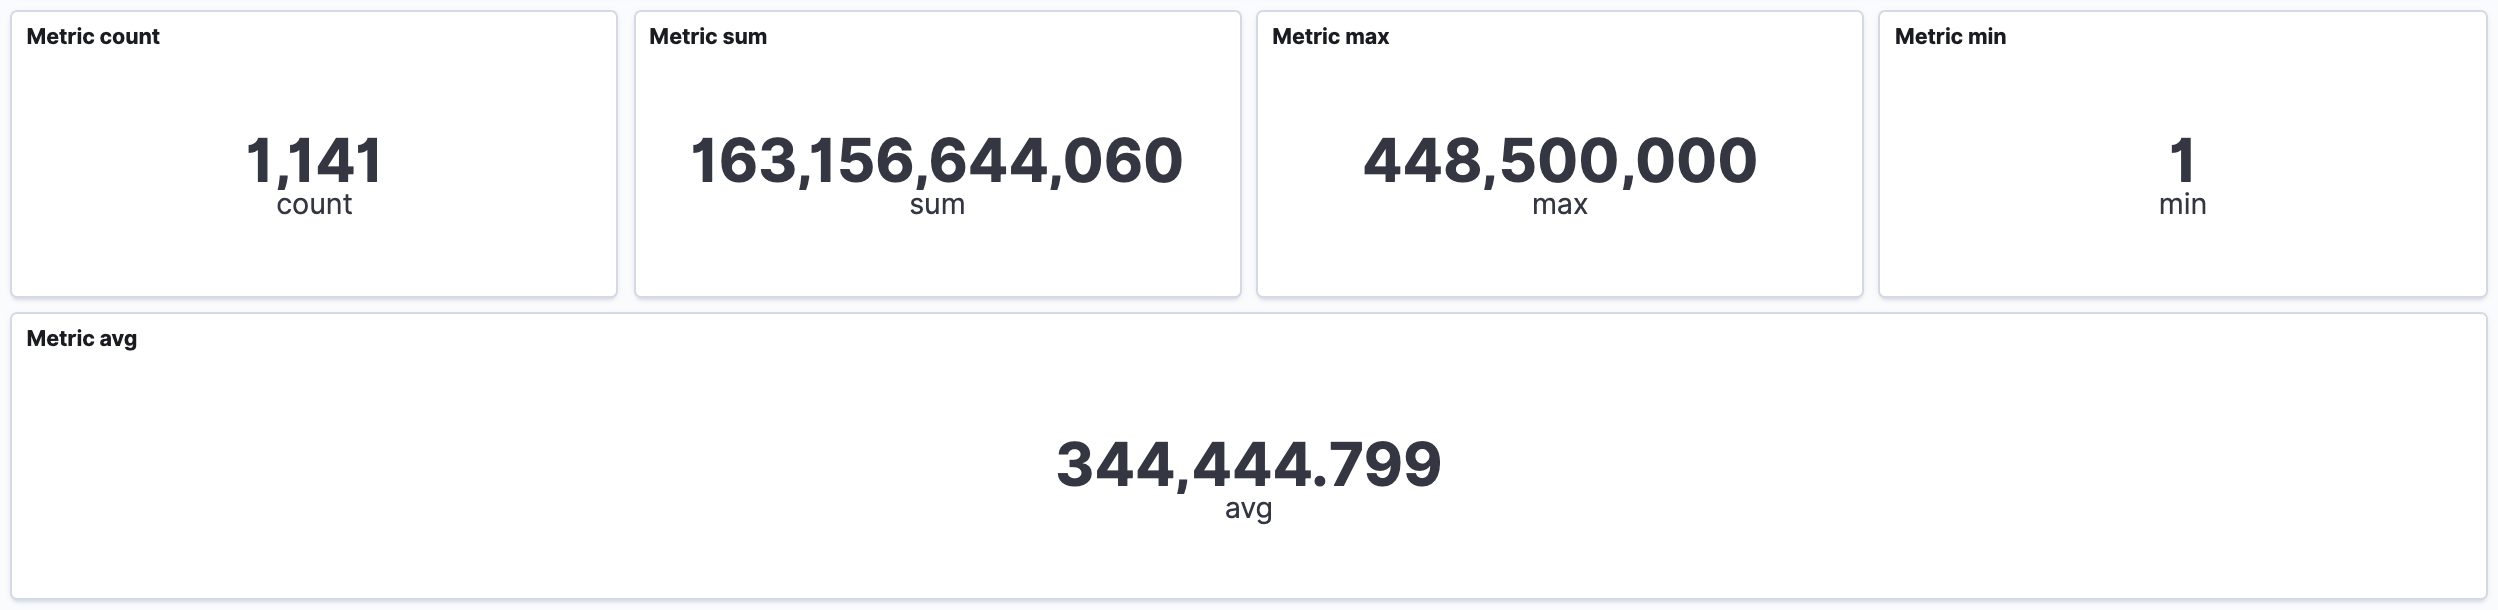 Metric count
1,141
count
Metric sum
163,156,644,060
sum
Metric max
448,500,000
max
Metric min
1
min
Metric avg
344,444.799
avg